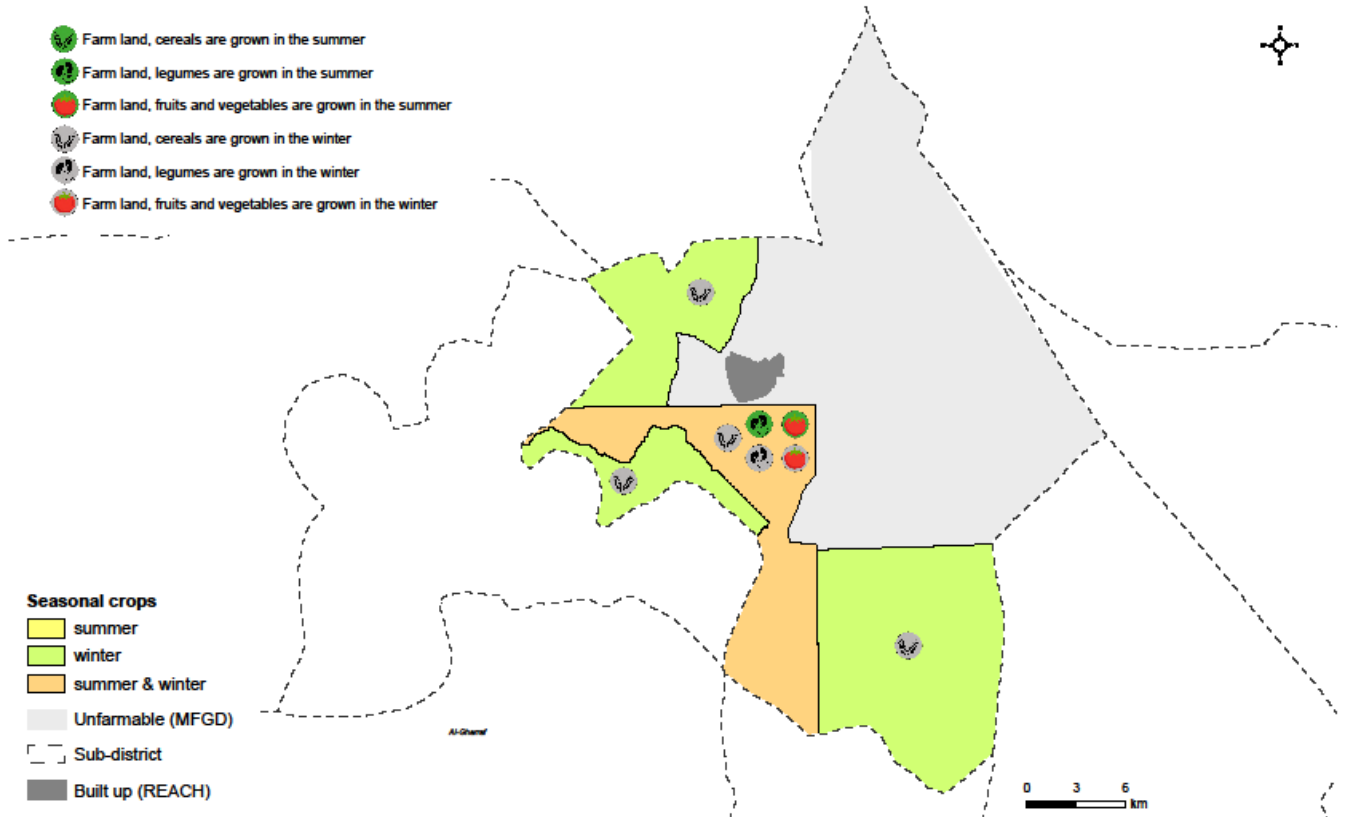 Farm land, cereals are grown in the summer
Farm land, legumes are grown in the summer
Farm land, fruits and vegetables are grown in the summer
Farm land, cereals are grown in the winter
Farm land, legumes are grown in the winter
Farm land, fruits and vegetables are grown in the winter
Seasonal crops
summer
winter
summer & winter
Unfarmable (MFGD)
Sub-district
Built up (REACH)
Al-Gharraf
0 3 6
km